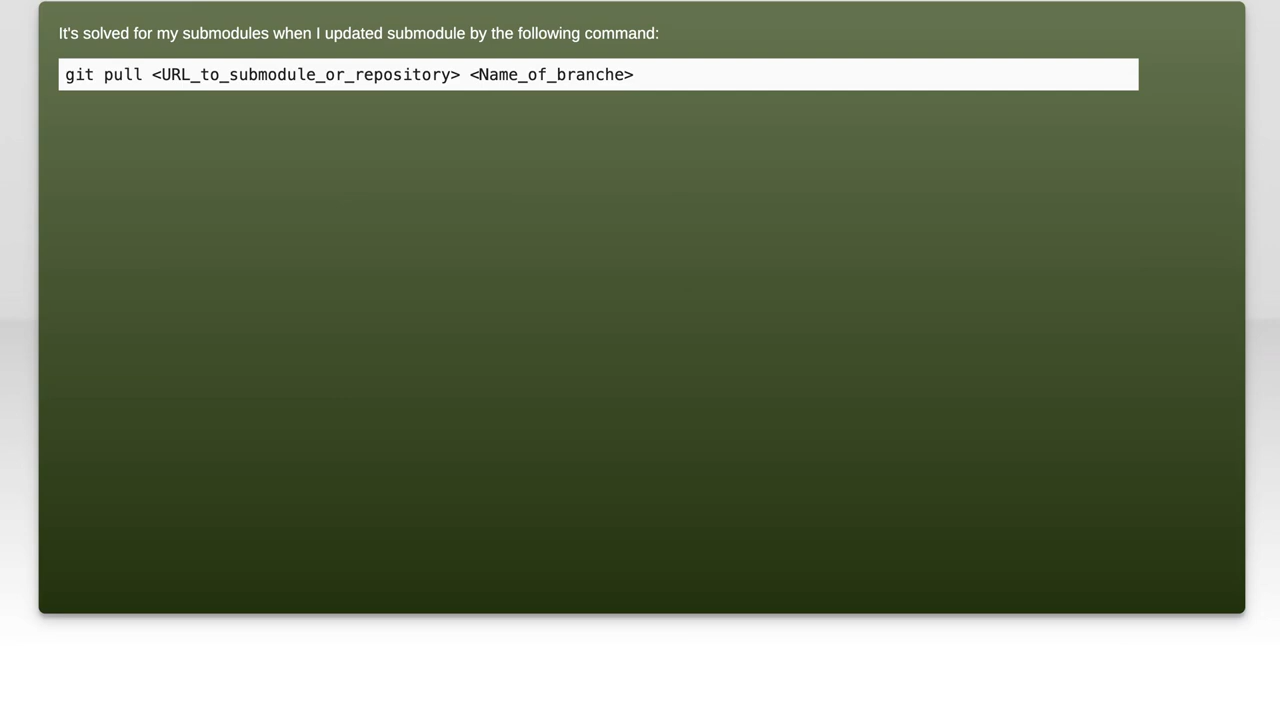 It's solved for my submodules when I updated submodule by the following command:
git pull <URL_to_submodule_or_repository> <Name_of_branche>